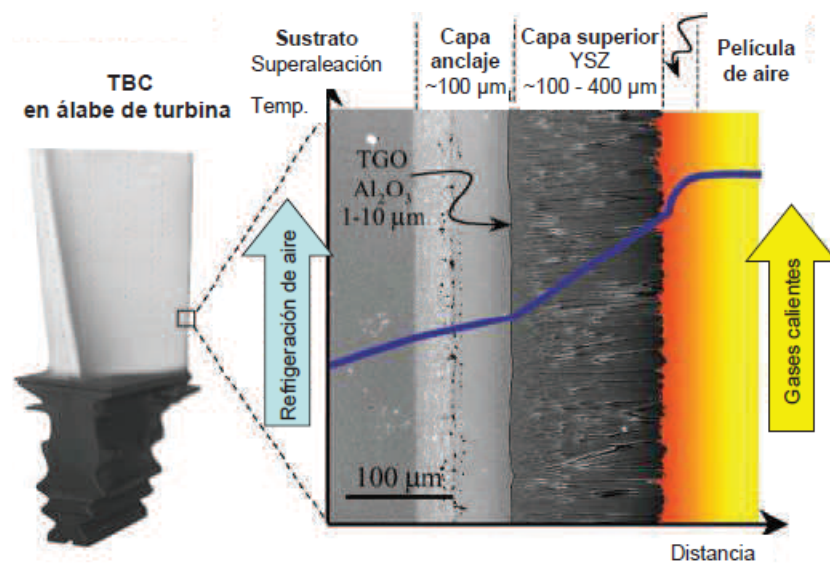 TBC
en álabe de turbina
Sustrato
Superaleación
Temp.
Capa
anclaje
~100 µm
Capa superior
YSZ
~100 - 400 µm
Película
de aire
TGO
Al₂O₃
1-10 µm
Refrigeración de aire
Gases calientes
100 µm
Distancia